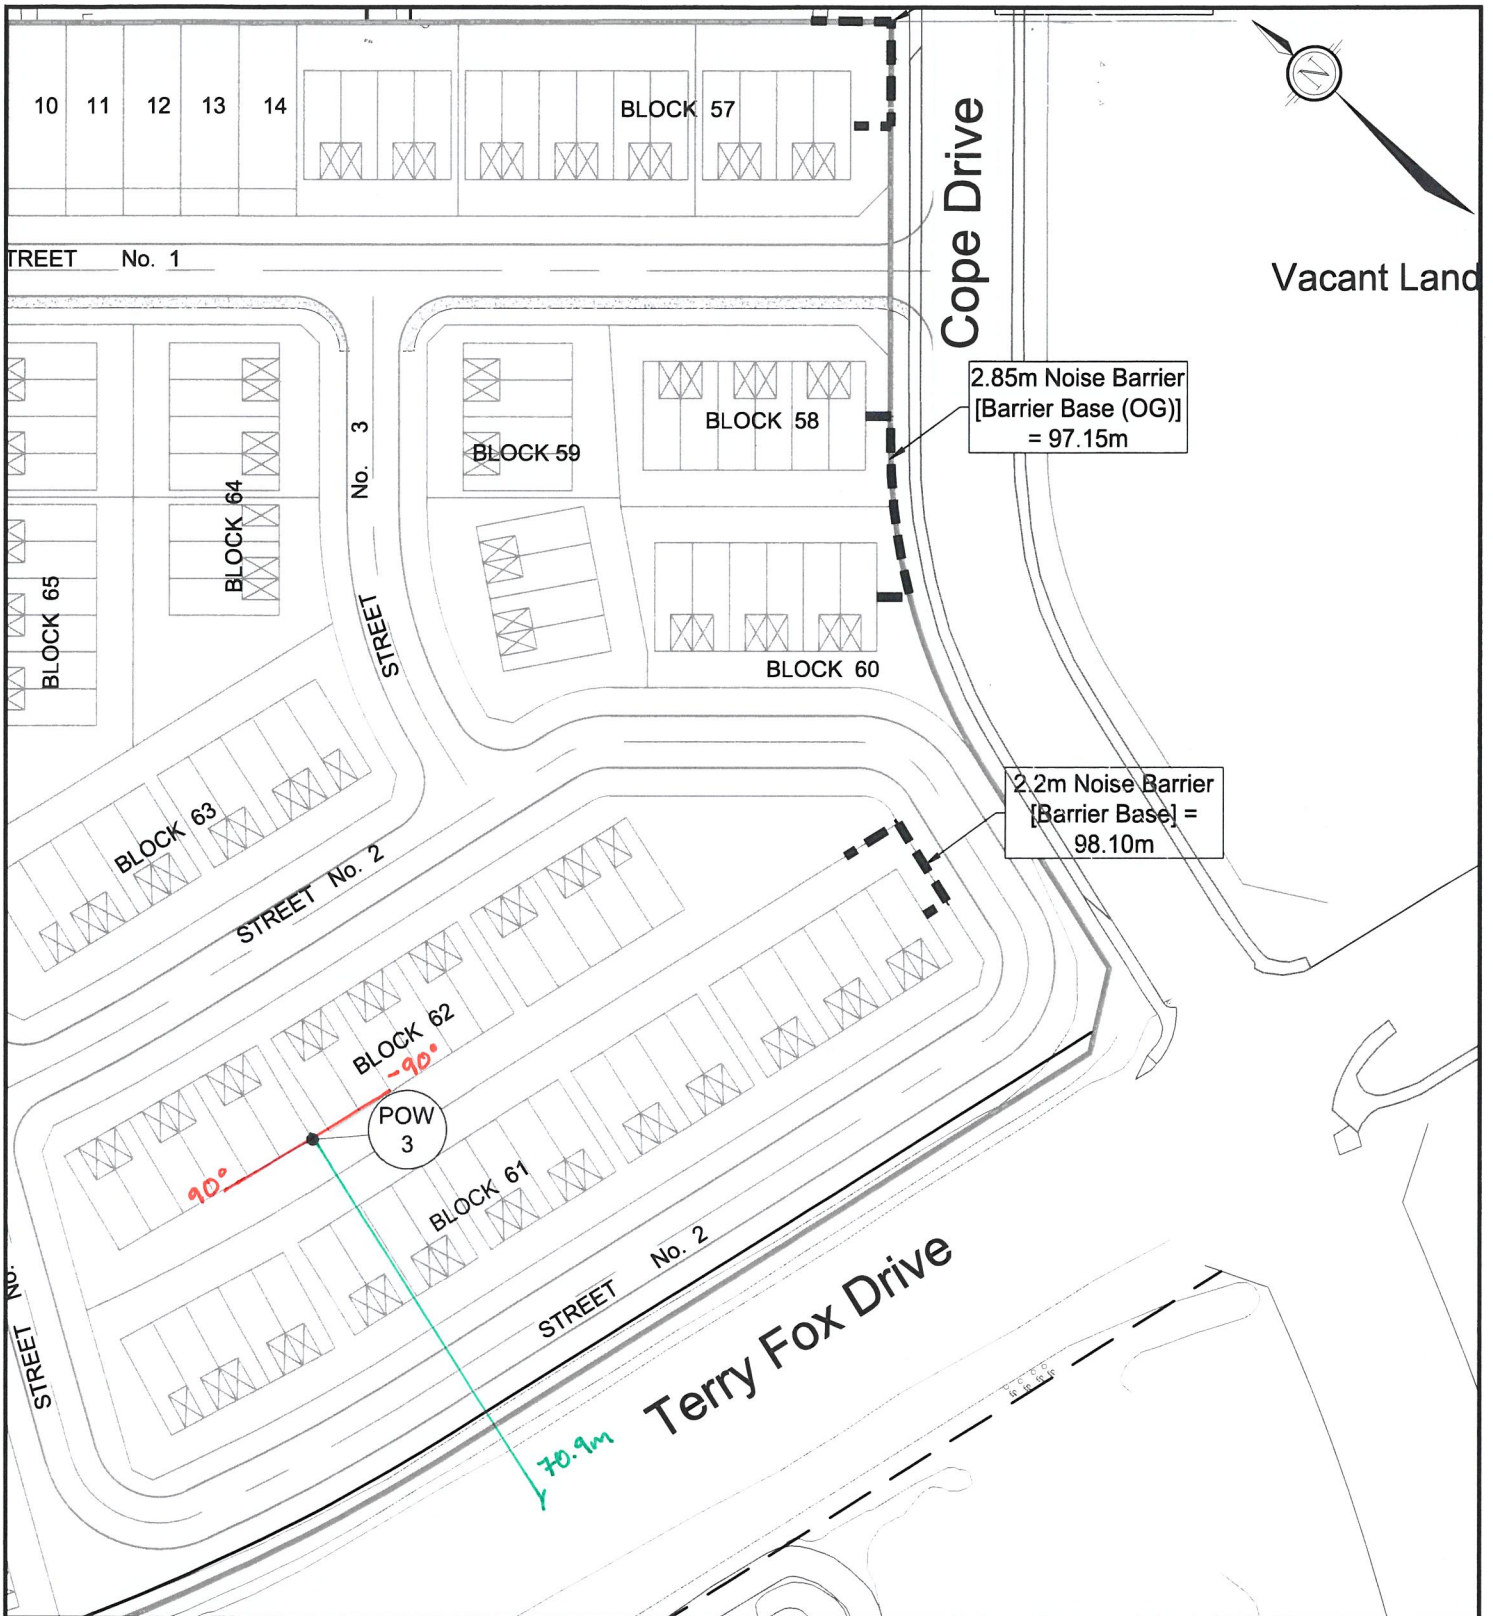 10 11 12 13 14
BLOCK 57
N
Cope Drive
TREET No. 1
Vacant Land
2.85m Noise Barrier
[Barrier Base (OG)]
= 97.15m
BLOCK 58
BLOCK 59
STREET No. 3
BLOCK 64
BLOCK 65
BLOCK 60
2.2m Noise Barrier
[Barrier Base] =
98.10m
BLOCK 63
STREET No. 2
BLOCK 62
-90°
POW
3
90°
BLOCK 61
STREET No. 2
STREET No.
Terry Fox Drive
70.9m